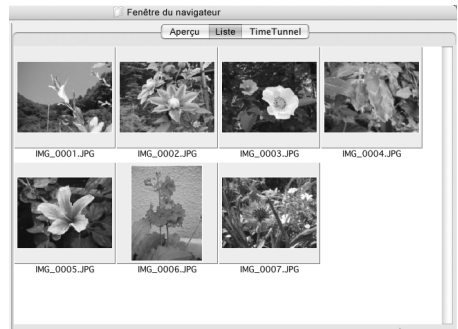 Fenêtre du navigateur
Aperçu Liste TimeTunnel
IMG_0001.JPG IMG_0002.JPG IMG_0003.JPG IMG_0004.JPG
IMG_0005.JPG IMG_0006.JPG IMG_0007.JPG